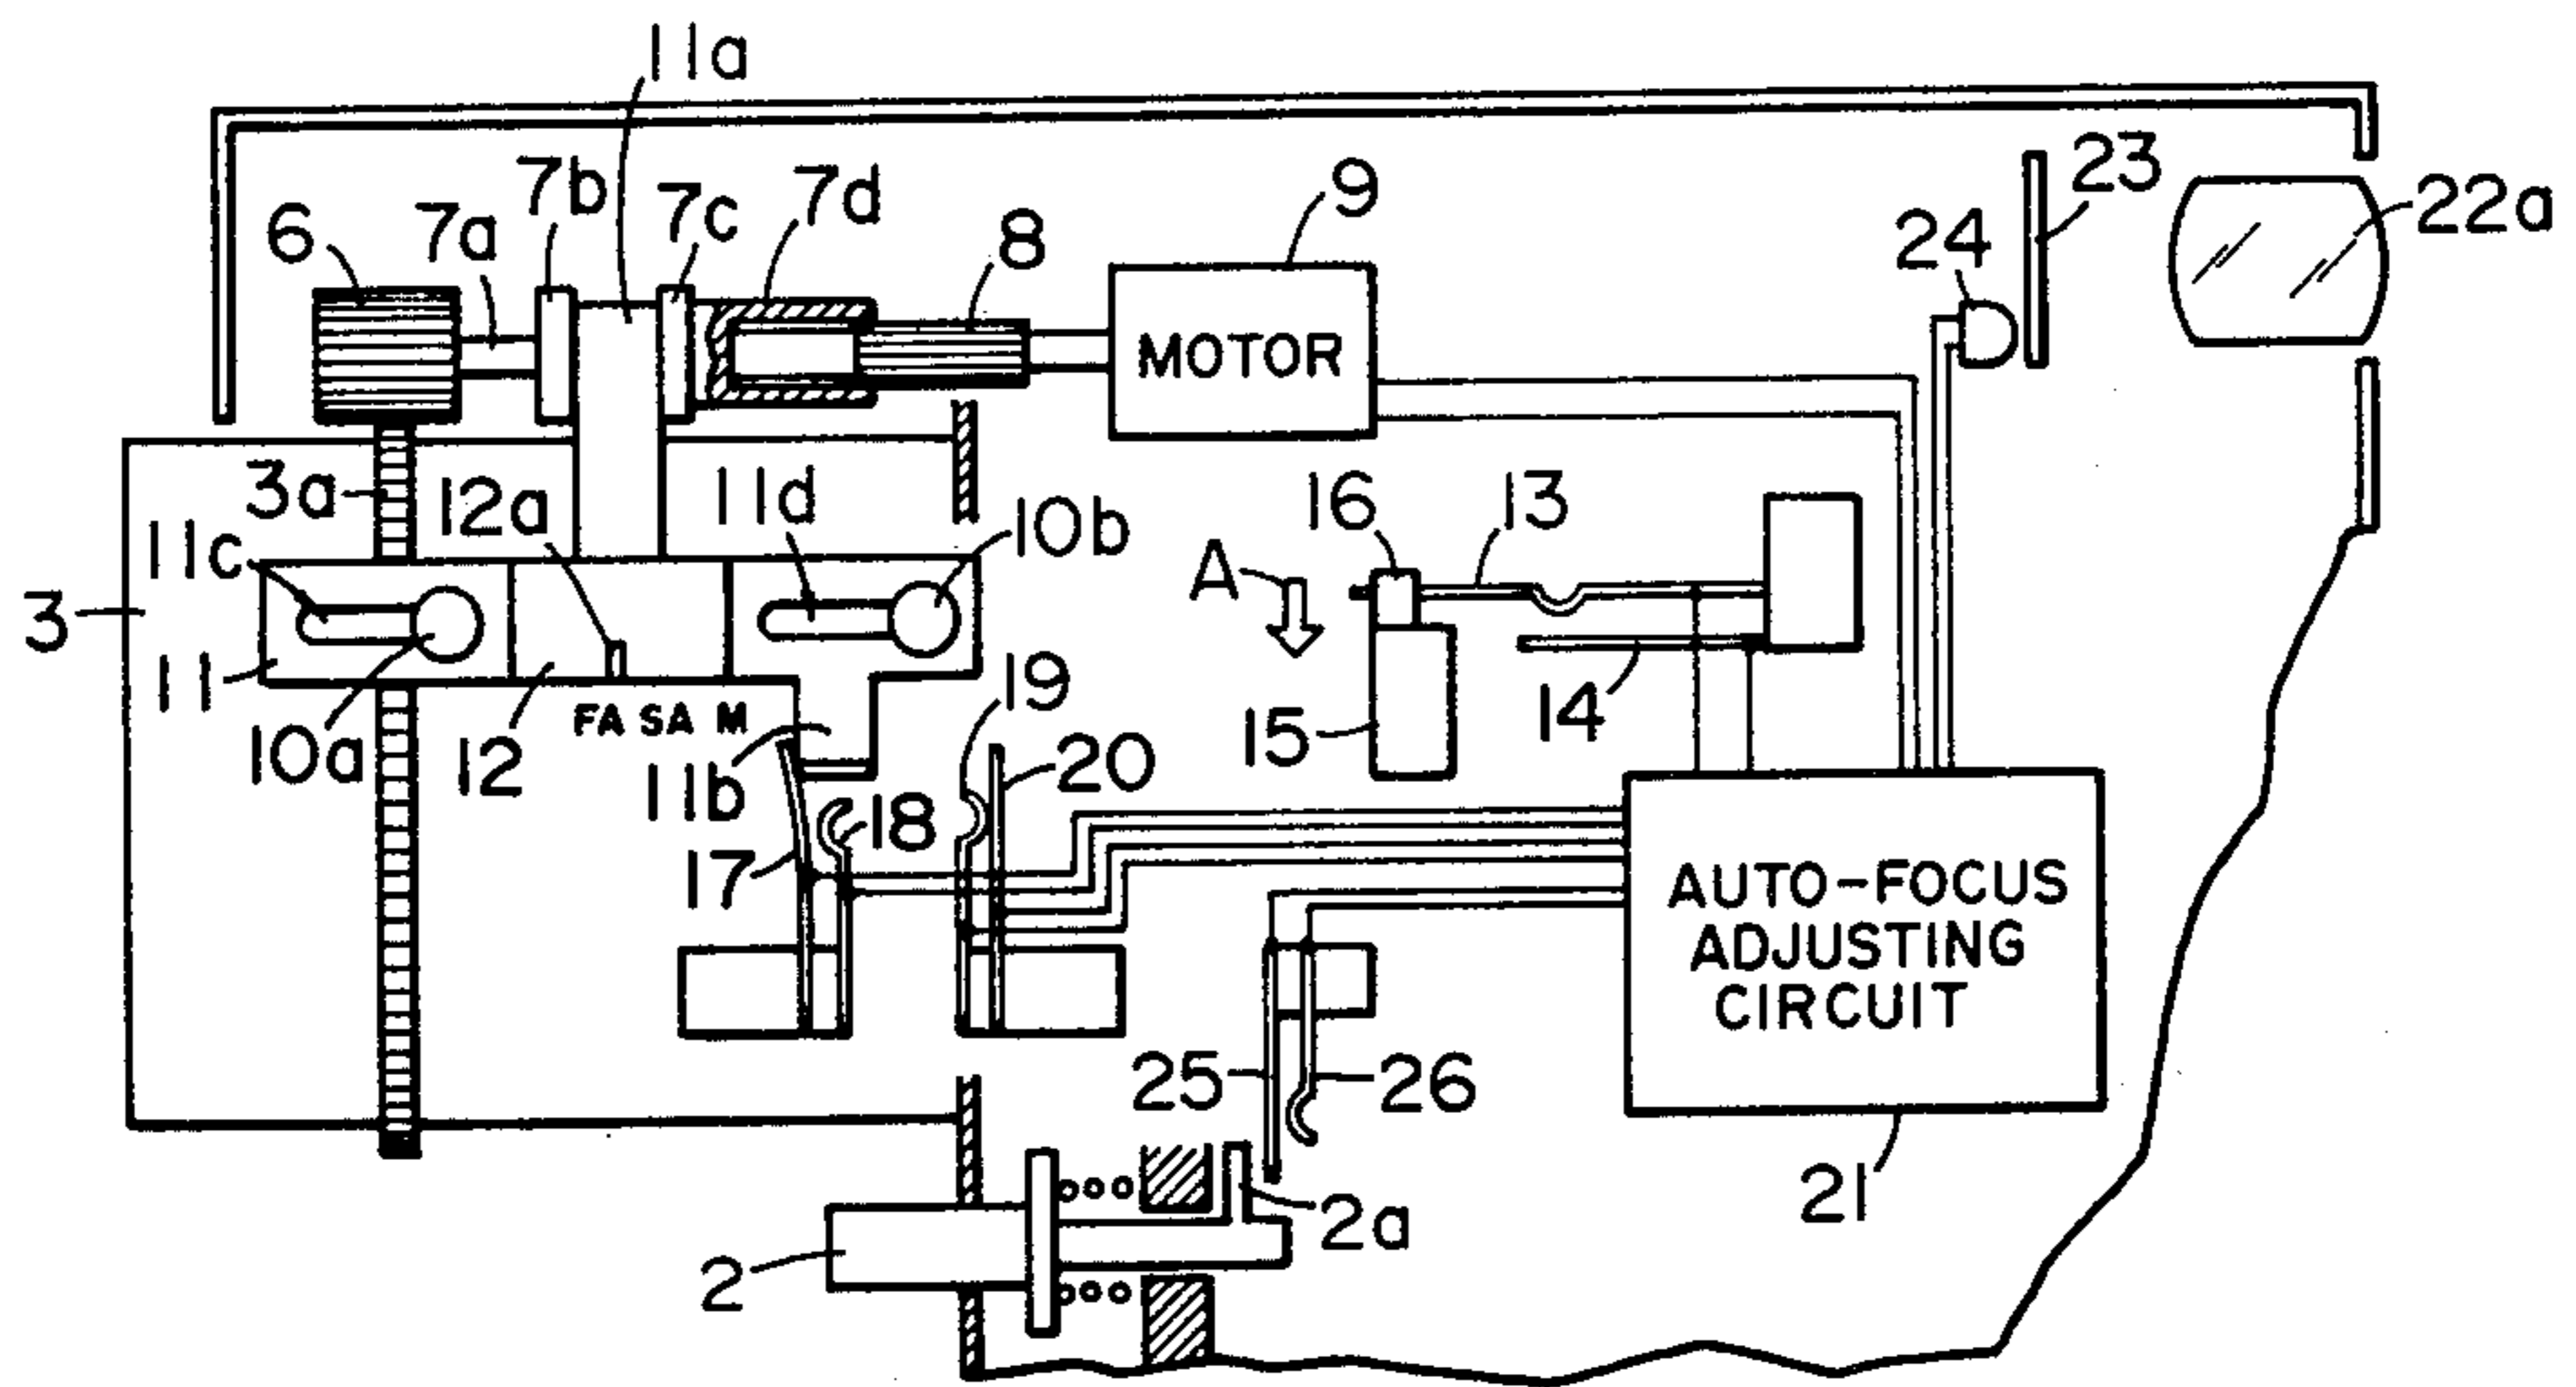 11a
7b
7c
7d
9
23
22a
6
7a
8
24
MOTOR
3a
12a
11d
10b
16
13
11c
A
3
11
10a
12
FA SA M
19
14
15
11b
20
18
17
AUTO-FOCUS
ADJUSTING
CIRCUIT
25
26
21
2a
2